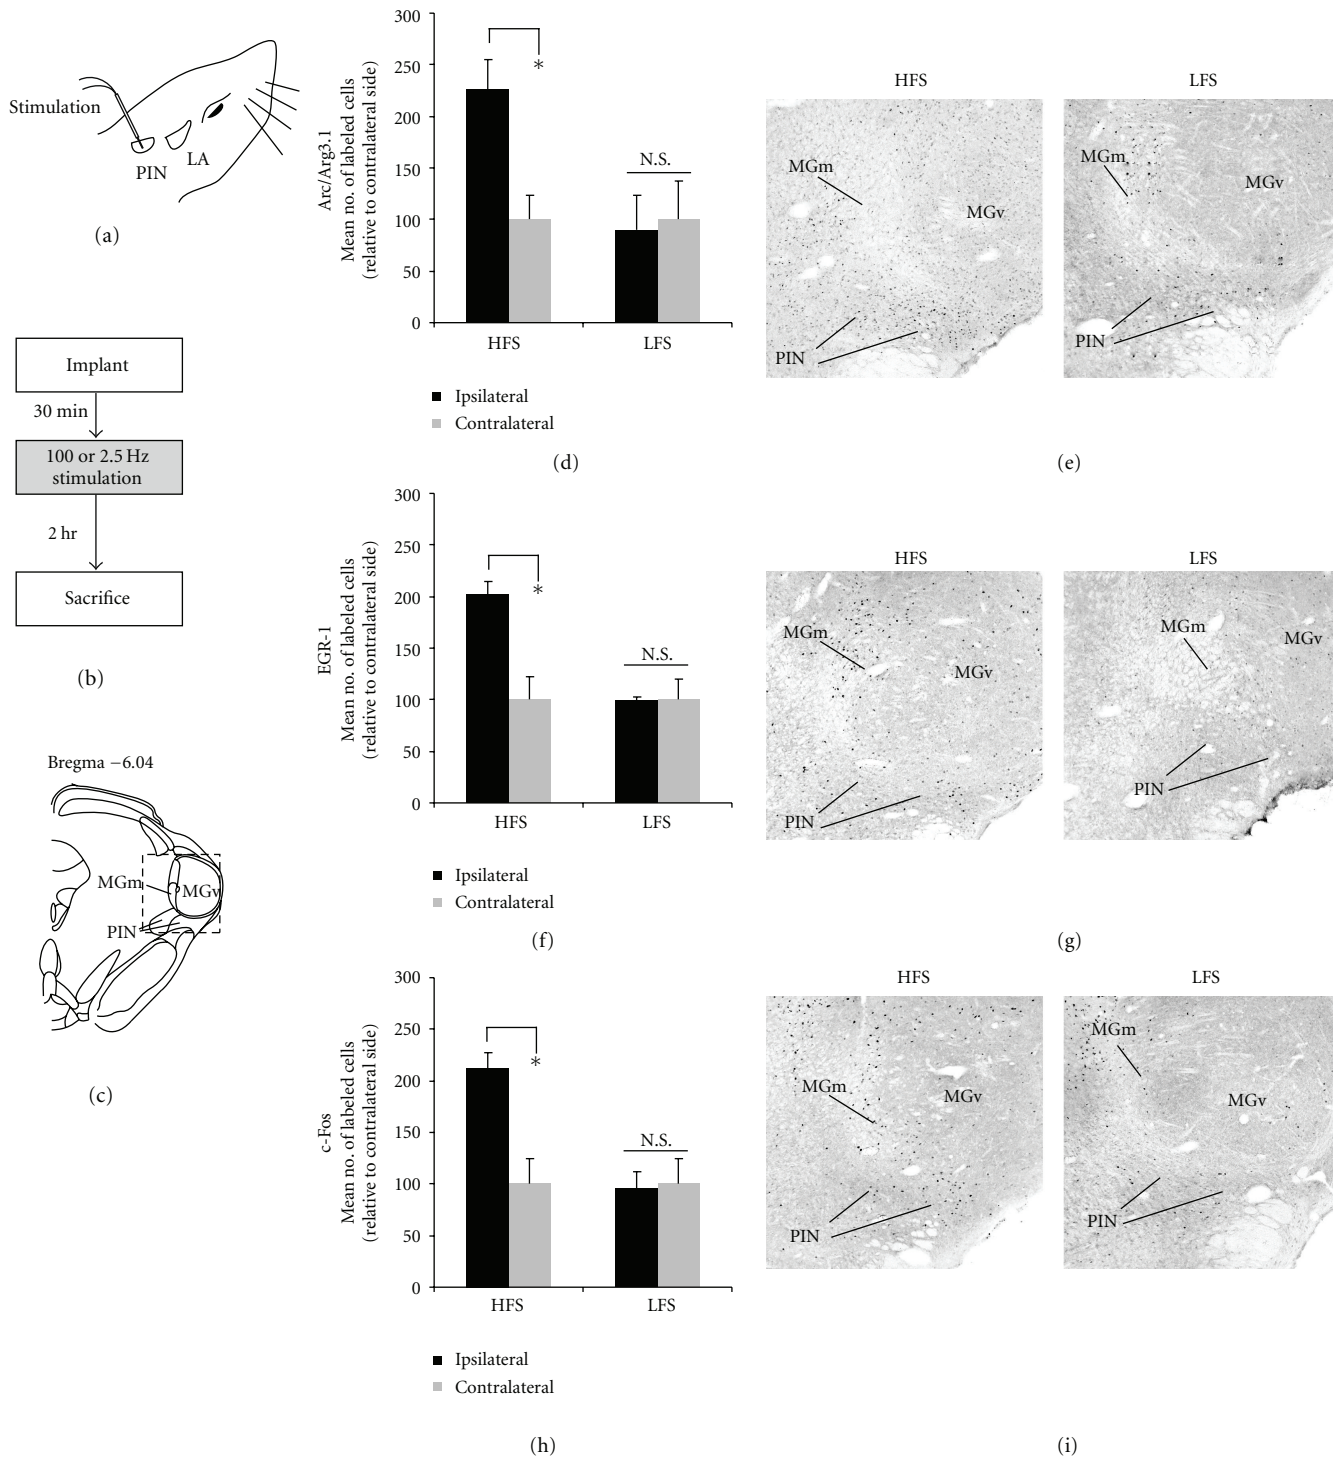 Stimulation
PIN
LA
(a)
Implant
30 min
100 or 2.5 Hz
stimulation
2 hr
Sacrifice
(b)
Bregma −6.04
MGm
MGv
PIN
(c)
Arc/Arg3.1
Mean no. of labeled cells
(relative to contralateral side)
300
250
200
150
100
50
0
*
N.S.
HFS
LFS
Ipsilateral
Contralateral
(d)
HFS
LFS
MGm
MGv
PIN
MGm
MGv
PIN
(e)
EGR-1
Mean no. of labeled cells
(relative to contralateral side)
300
250
200
150
100
50
0
*
N.S.
HFS
LFS
Ipsilateral
Contralateral
(f)
HFS
LFS
MGm
MGv
PIN
MGm
MGv
PIN
(g)
c-Fos
Mean no. of labeled cells
(relative to contralateral side)
300
250
200
150
100
50
0
*
N.S.
HFS
LFS
Ipsilateral
Contralateral
(h)
HFS
LFS
MGm
MGv
PIN
MGm
MGv
PIN
(i)